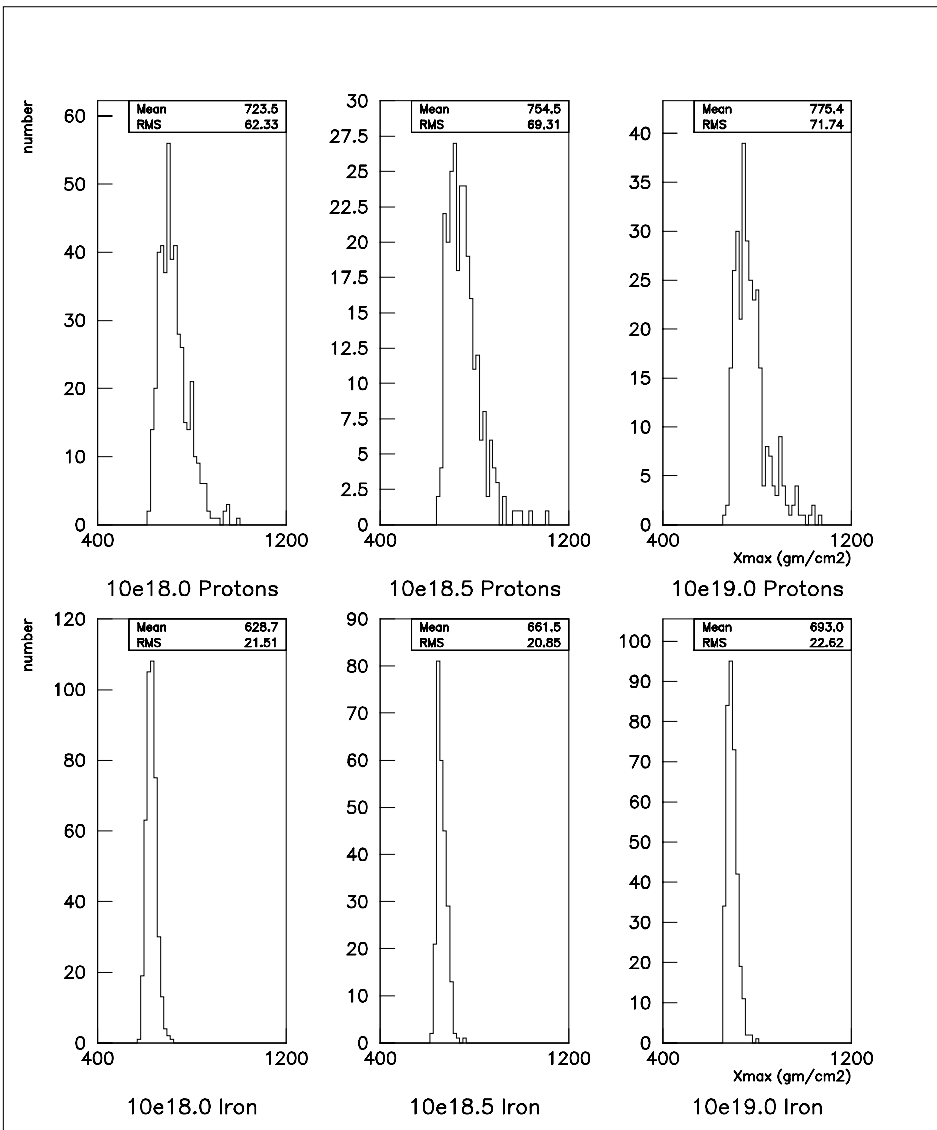 number
Mean 723.5
RMS 62.33
60
50
40
30
20
10
0
400 1200
10e18.0 Protons
Mean 754.5
RMS 69.31
30
27.5
25
22.5
20
17.5
15
12.5
10
7.5
5
2.5
0
400 1200
10e18.5 Protons
Mean 775.4
RMS 71.74
40
35
30
25
20
15
10
5
0
400 1200
Xmax (gm/cm2)
10e19.0 Protons
number
Mean 628.7
RMS 21.51
120
100
80
60
40
20
0
400 1200
10e18.0 Iron
Mean 661.5
RMS 20.85
90
80
70
60
50
40
30
20
10
0
400 1200
10e18.5 Iron
Mean 693.0
RMS 22.62
100
90
80
70
60
50
40
30
20
10
0
400 1200
Xmax (gm/cm2)
10e19.0 Iron